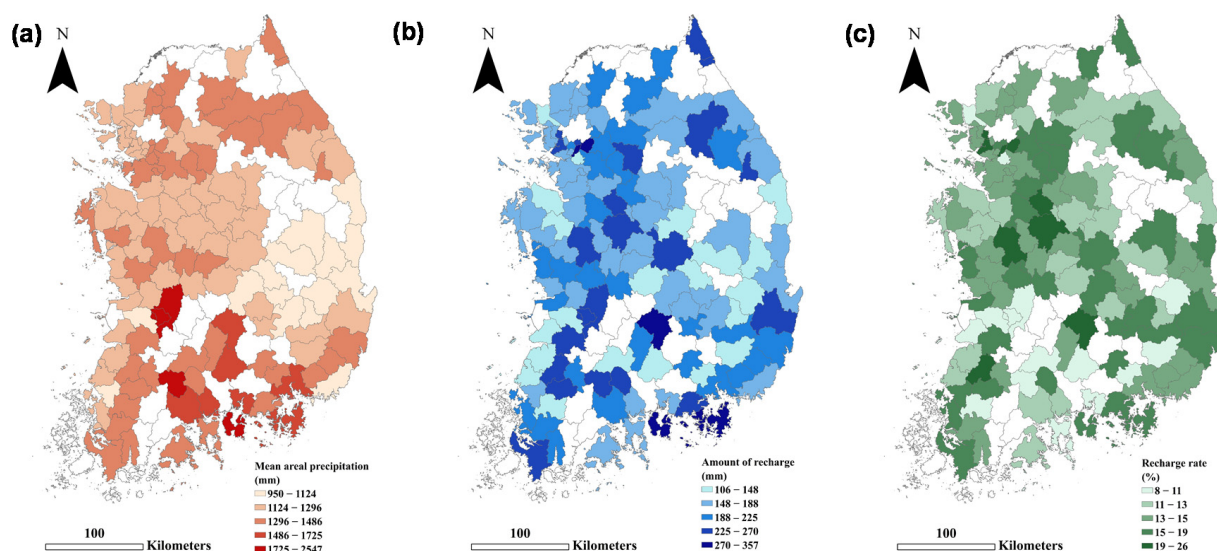 (a)
N
Mean areal precipitation
(mm)
950 – 1124
1124 – 1296
1296 – 1486
1486 – 1725
1725 – 2547
100
Kilometers
(b)
N
Amount of recharge
(mm)
106 – 148
148 – 188
188 – 225
225 – 270
270 – 357
100
Kilometers
(c)
N
Recharge rate
(%)
8 – 11
11 – 13
13 – 15
15 – 19
19 – 26
100
Kilometers